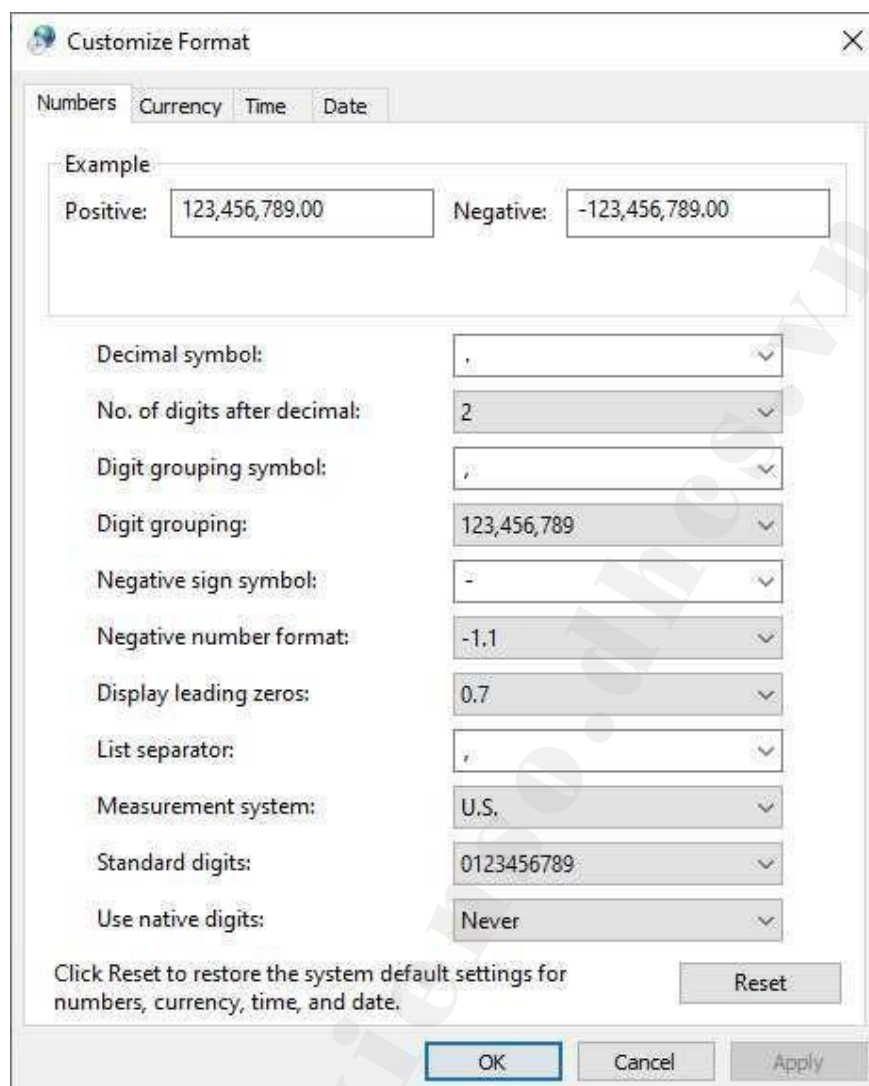 Customize Format
Numbers Currency Time Date
Example
Positive: 123,456,789.00 Negative: -123,456,789.00
Decimal symbol: .
No. of digits after decimal: 2
Digit grouping symbol: ,
Digit grouping: 123,456,789
Negative sign symbol: -
Negative number format: -1.1
Display leading zeros: 0.7
List separator: ,
Measurement system: U.S.
Standard digits: 0123456789
Use native digits: Never
Click Reset to restore the system default settings for
numbers, currency, time, and date.
Reset
OK Cancel Apply